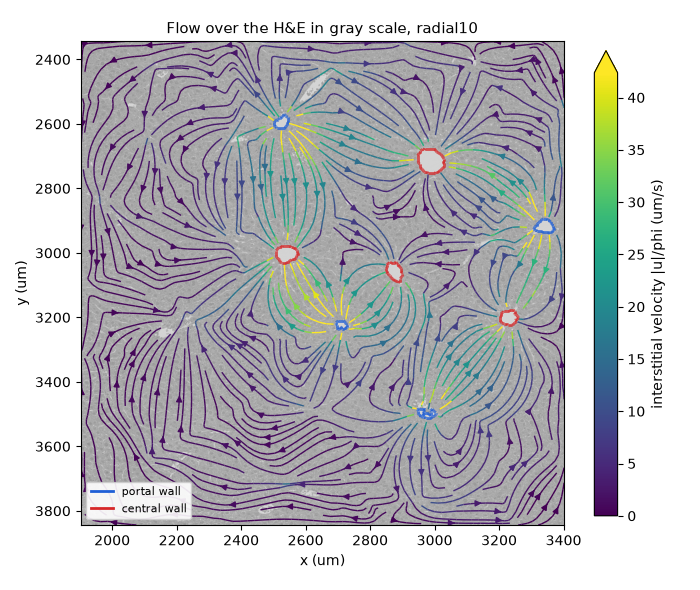 Flow over the H&E in gray scale, radial10
y (um)
2400
2600
2800
3000
3200
3400
3600
3800
portal wall
central wall
2000 2200 2400 2600 2800 3000 3200 3400
x (um)
40
35
30
25
20
15
10
5
0
interstitial velocity |u|/phi (um/s)